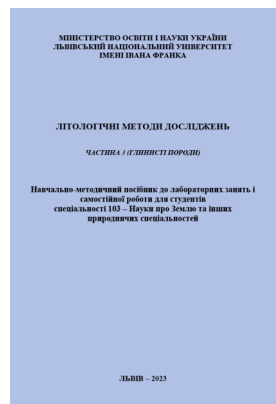 МІНІСТЕРСТВО ОСВІТИ І НАУКИ УКРАЇНИ
ЛЬВІВСЬКИЙ НАЦІОНАЛЬНИЙ УНІВЕРСИТЕТ
ІМЕНІ ІВАНА ФРАНКА
ЛІТОЛОГІЧНІ МЕТОДИ ДОСЛІДЖЕНЬ
ЧАСТИНА 3 (ГЛИНИСТІ ПОРОДИ)
Навчально-методичний посібник до лабораторних занять і
самостійної роботи для студентів
спеціальності 103 – Науки про Землю та інших
природничих спеціальностей
ЛЬВІВ – 2023